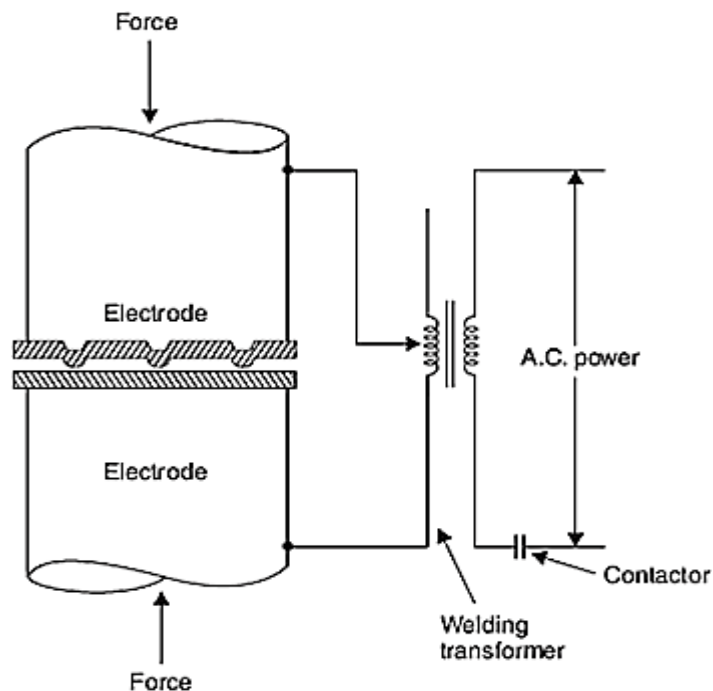 Force
Electrode
A.C. power
Electrode
Contactor
Welding
transformer
Force